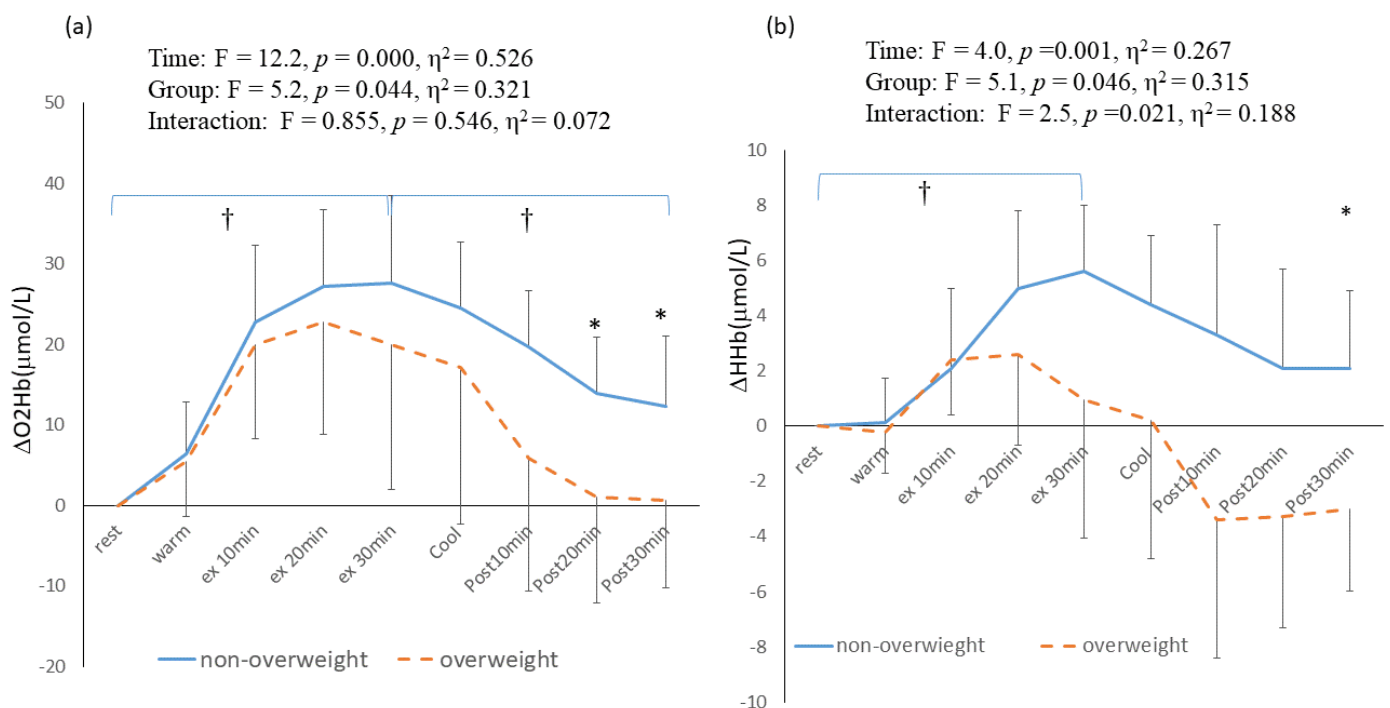 (a)
Time: F = 12.2, p = 0.000, η² = 0.526
Group: F = 5.2, p = 0.044, η² = 0.321
Interaction: F = 0.855, p = 0.546, η² = 0.072
50
40
30
20
10
0
-10
-20
ΔO2Hb(μmol/L)
†
†
*
*
rest
warm
ex 10min
ex 20min
ex 30min
Cool
Post10min
Post20min
Post30min
non-overweight
overweight
(b)
Time: F = 4.0, p =0.001, η² = 0.267
Group: F = 5.1, p = 0.046, η² = 0.315
Interaction: F = 2.5, p =0.021, η² = 0.188
10
8
6
4
2
0
-2
-4
-6
-8
-10
ΔHHb(μmol/L)
†
*
rest
warm
ex 10min
ex 20min
ex 30min
Cool
Post10min
Post20min
Post30min
non-overwieght
overweight